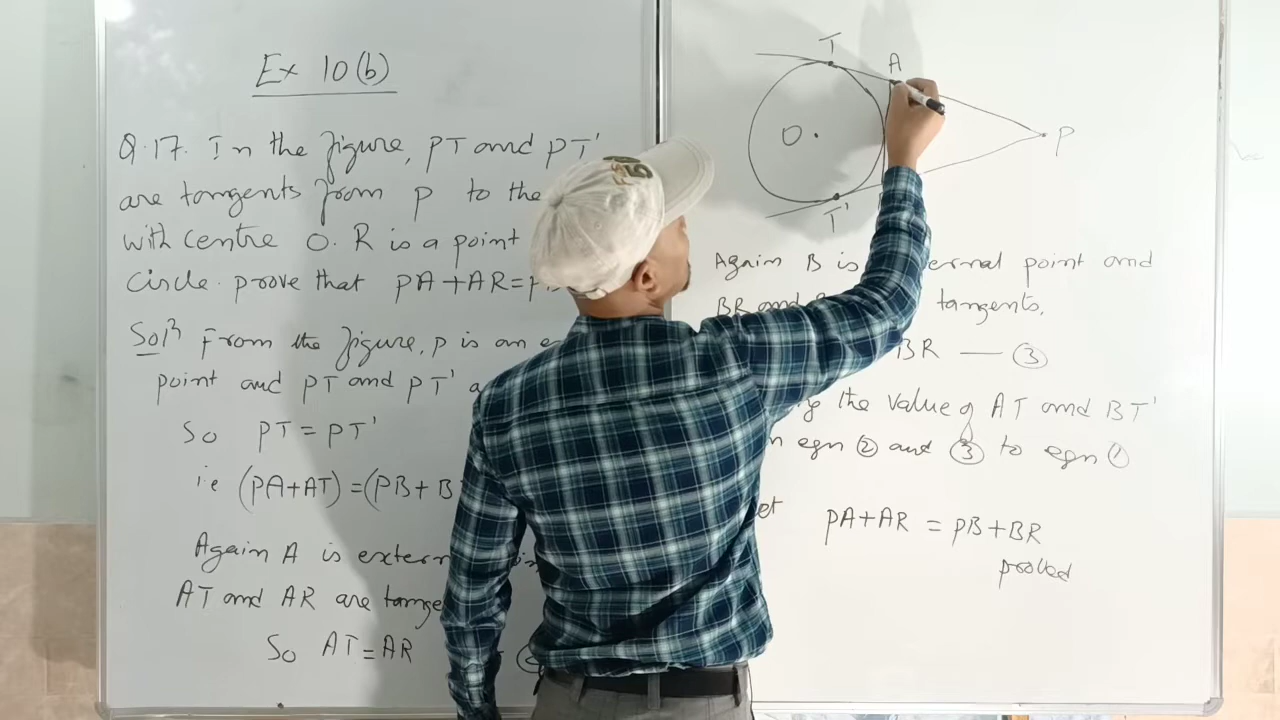 Ex 10(b)
Q.17. In the figure, PT and PT'
are tangents from P to the
with centre O. R is a point
Circle. prove that PA+AR=P
Solⁿ From the figure, P is an
point and PT and PT'
So PT = PT'
i.e (PA+AT)=(PB+B
Again A is extern
AT and AR are tange
So AT=AR
T
A
O
P
T'
Again B is ernal point and
BR and tangents.
BR — ③
the value of AT and BT'
eqn ② and ③ to eqn ①
et PA+AR = PB+BR
proved